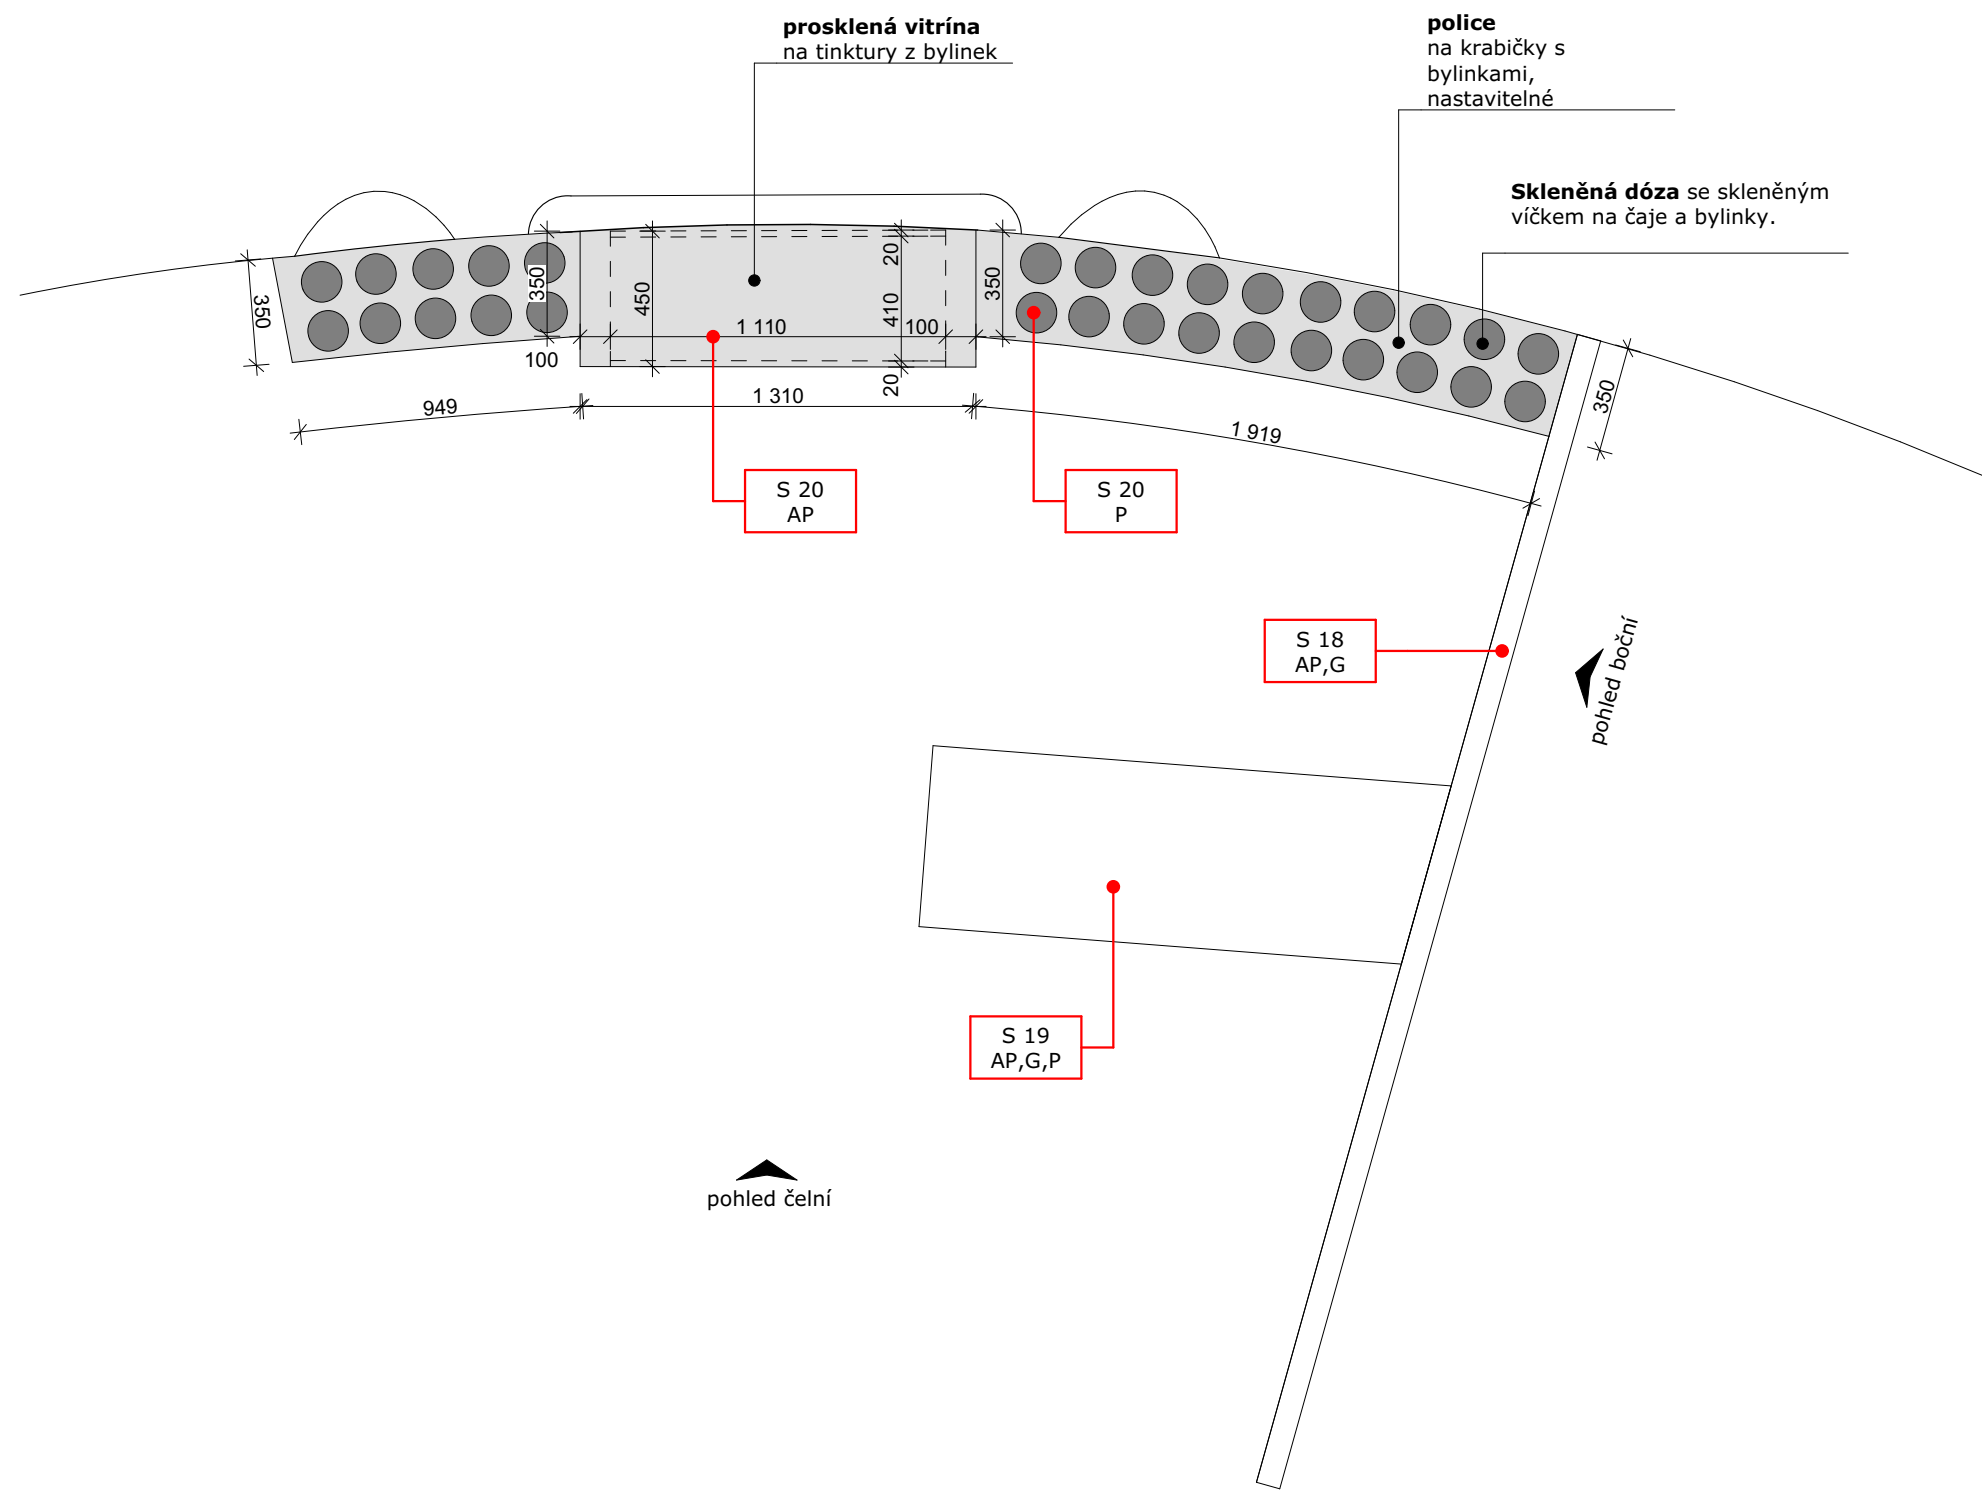 prosklená vitrína
na tinktury z bylinek
police
na krabičky s
bylinkami,
nastavitelné
Skleněná dóza se skleněným
víčkem na čaje a bylinky.
350
350
450
20
410
350
1 110
100
100
20
350
949
1 310
1 919
S 20
AP
S 20
P
S 18
AP,G
pohled boční
S 19
AP,G,P
pohled čelní